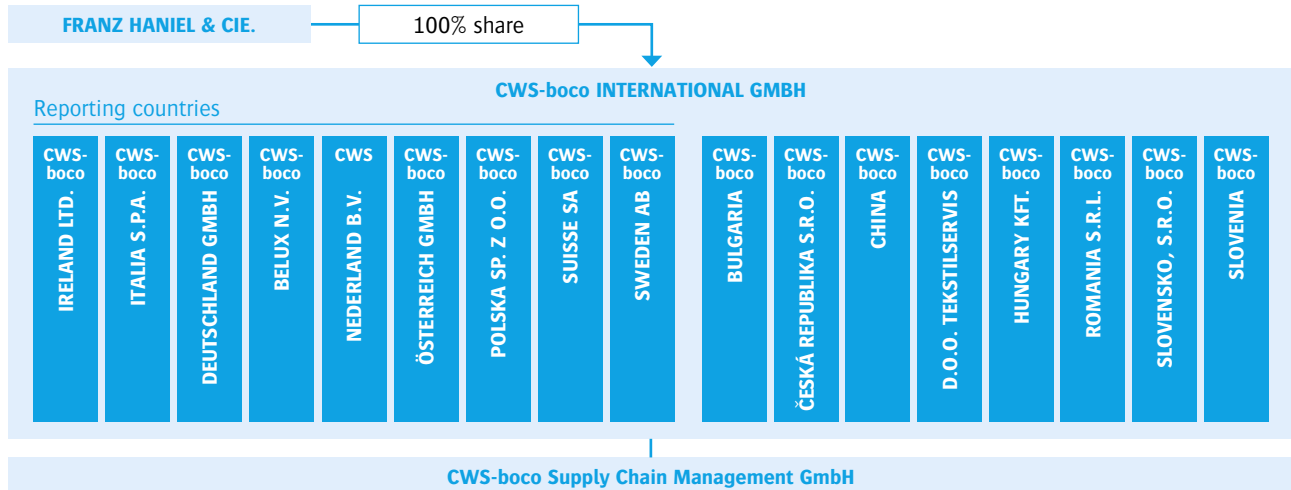 FRANZ HANIEL & CIE.
100% share
CWS-boco INTERNATIONAL GMBH
Reporting countries
CWS-
boco
IRELAND LTD.
CWS-
boco
ITALIA S.P.A.
CWS-
boco
DEUTSCHLAND GMBH
CWS-
boco
BELUX N.V.
CWS
NEDERLAND B.V.
CWS-
boco
ÖSTERREICH GMBH
CWS-
boco
POLSKA SP. Z O.O.
CWS-
boco
SUISSE SA
CWS-
boco
SWEDEN AB
CWS-
boco
BULGARIA
CWS-
boco
ČESKÁ REPUBLIKA S.R.O.
CWS-
boco
CHINA
CWS-
boco
D.O.O. TEKSTILSERVIS
CWS-
boco
HUNGARY KFT.
CWS-
boco
ROMANIA S.R.L.
CWS-
boco
SLOVENSKO, S.R.O.
CWS-
boco
SLOVENIA
CWS-boco Supply Chain Management GmbH